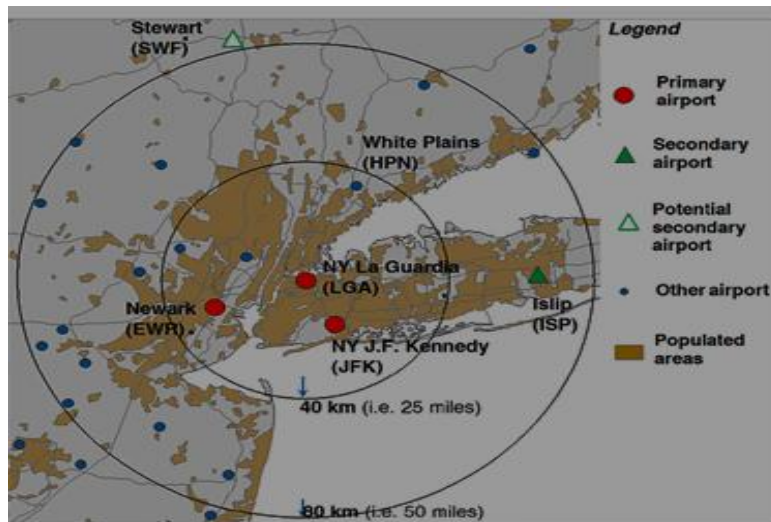 Stewart
(SWF)
White Plains
(HPN)
NY La Guardia
(LGA)
Newark
(EWR)
Islip
(ISP)
NY J.F. Kennedy
(JFK)
40 km (i.e. 25 miles)
80 km (i.e. 50 miles)
Legend
Primary
airport
Secondary
airport
Potential
secondary
airport
Other airport
Populated
areas